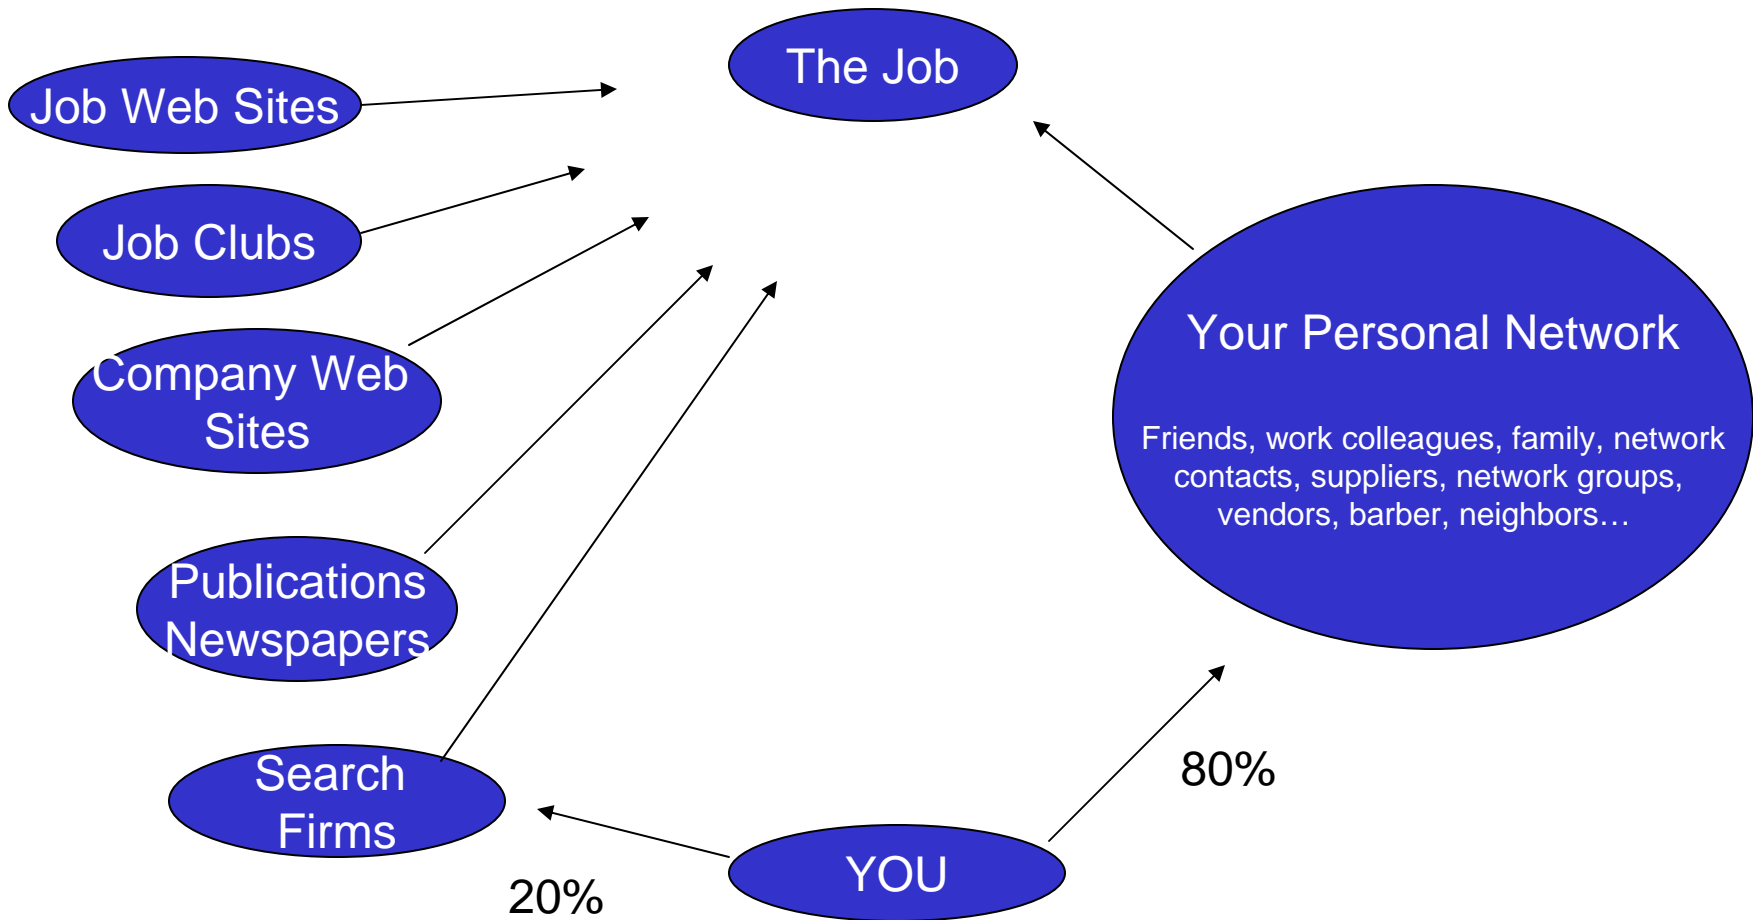 The Job
Job Web Sites
Job Clubs
Company Web
Sites
Publications
Newspapers
Search
Firms
Your Personal Network
Friends, work colleagues, family, network
contacts, suppliers, network groups,
vendors, barber, neighbors…
80%
YOU
20%